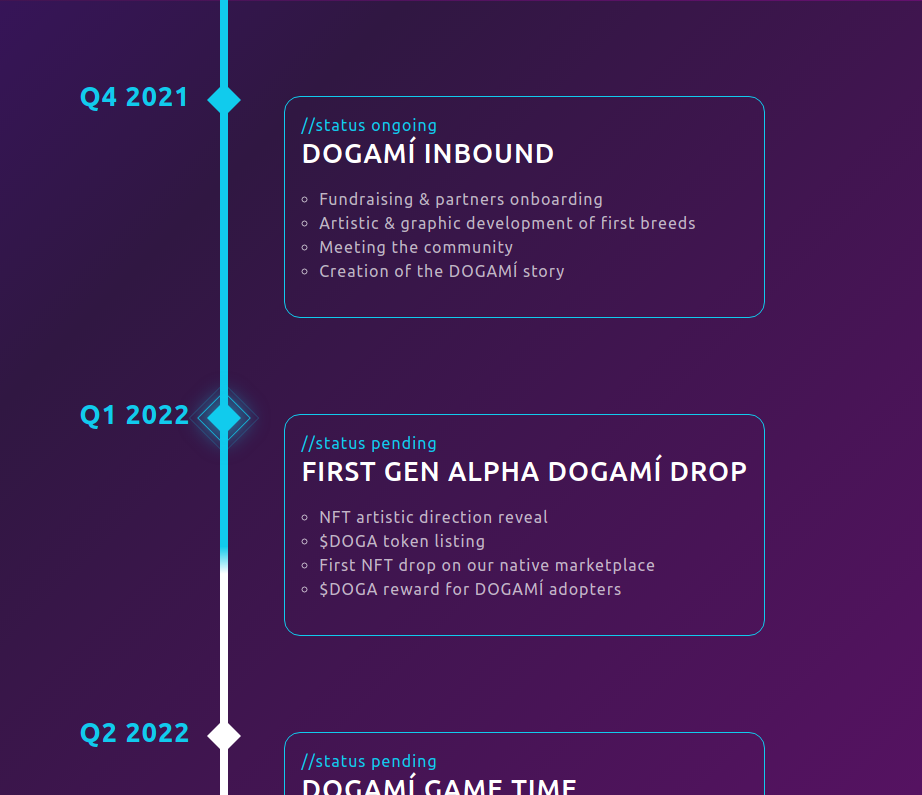 Q4 2021
//status ongoing
DOGAMÍ INBOUND
Fundraising & partners onboarding
Artistic & graphic development of first breeds
Meeting the community
Creation of the DOGAMÍ story
Q1 2022
//status pending
FIRST GEN ALPHA DOGAMÍ DROP
NFT artistic direction reveal
$DOGA token listing
First NFT drop on our native marketplace
$DOGA reward for DOGAMÍ adopters
Q2 2022
//status pending
DOGAMÍ GAME TIME